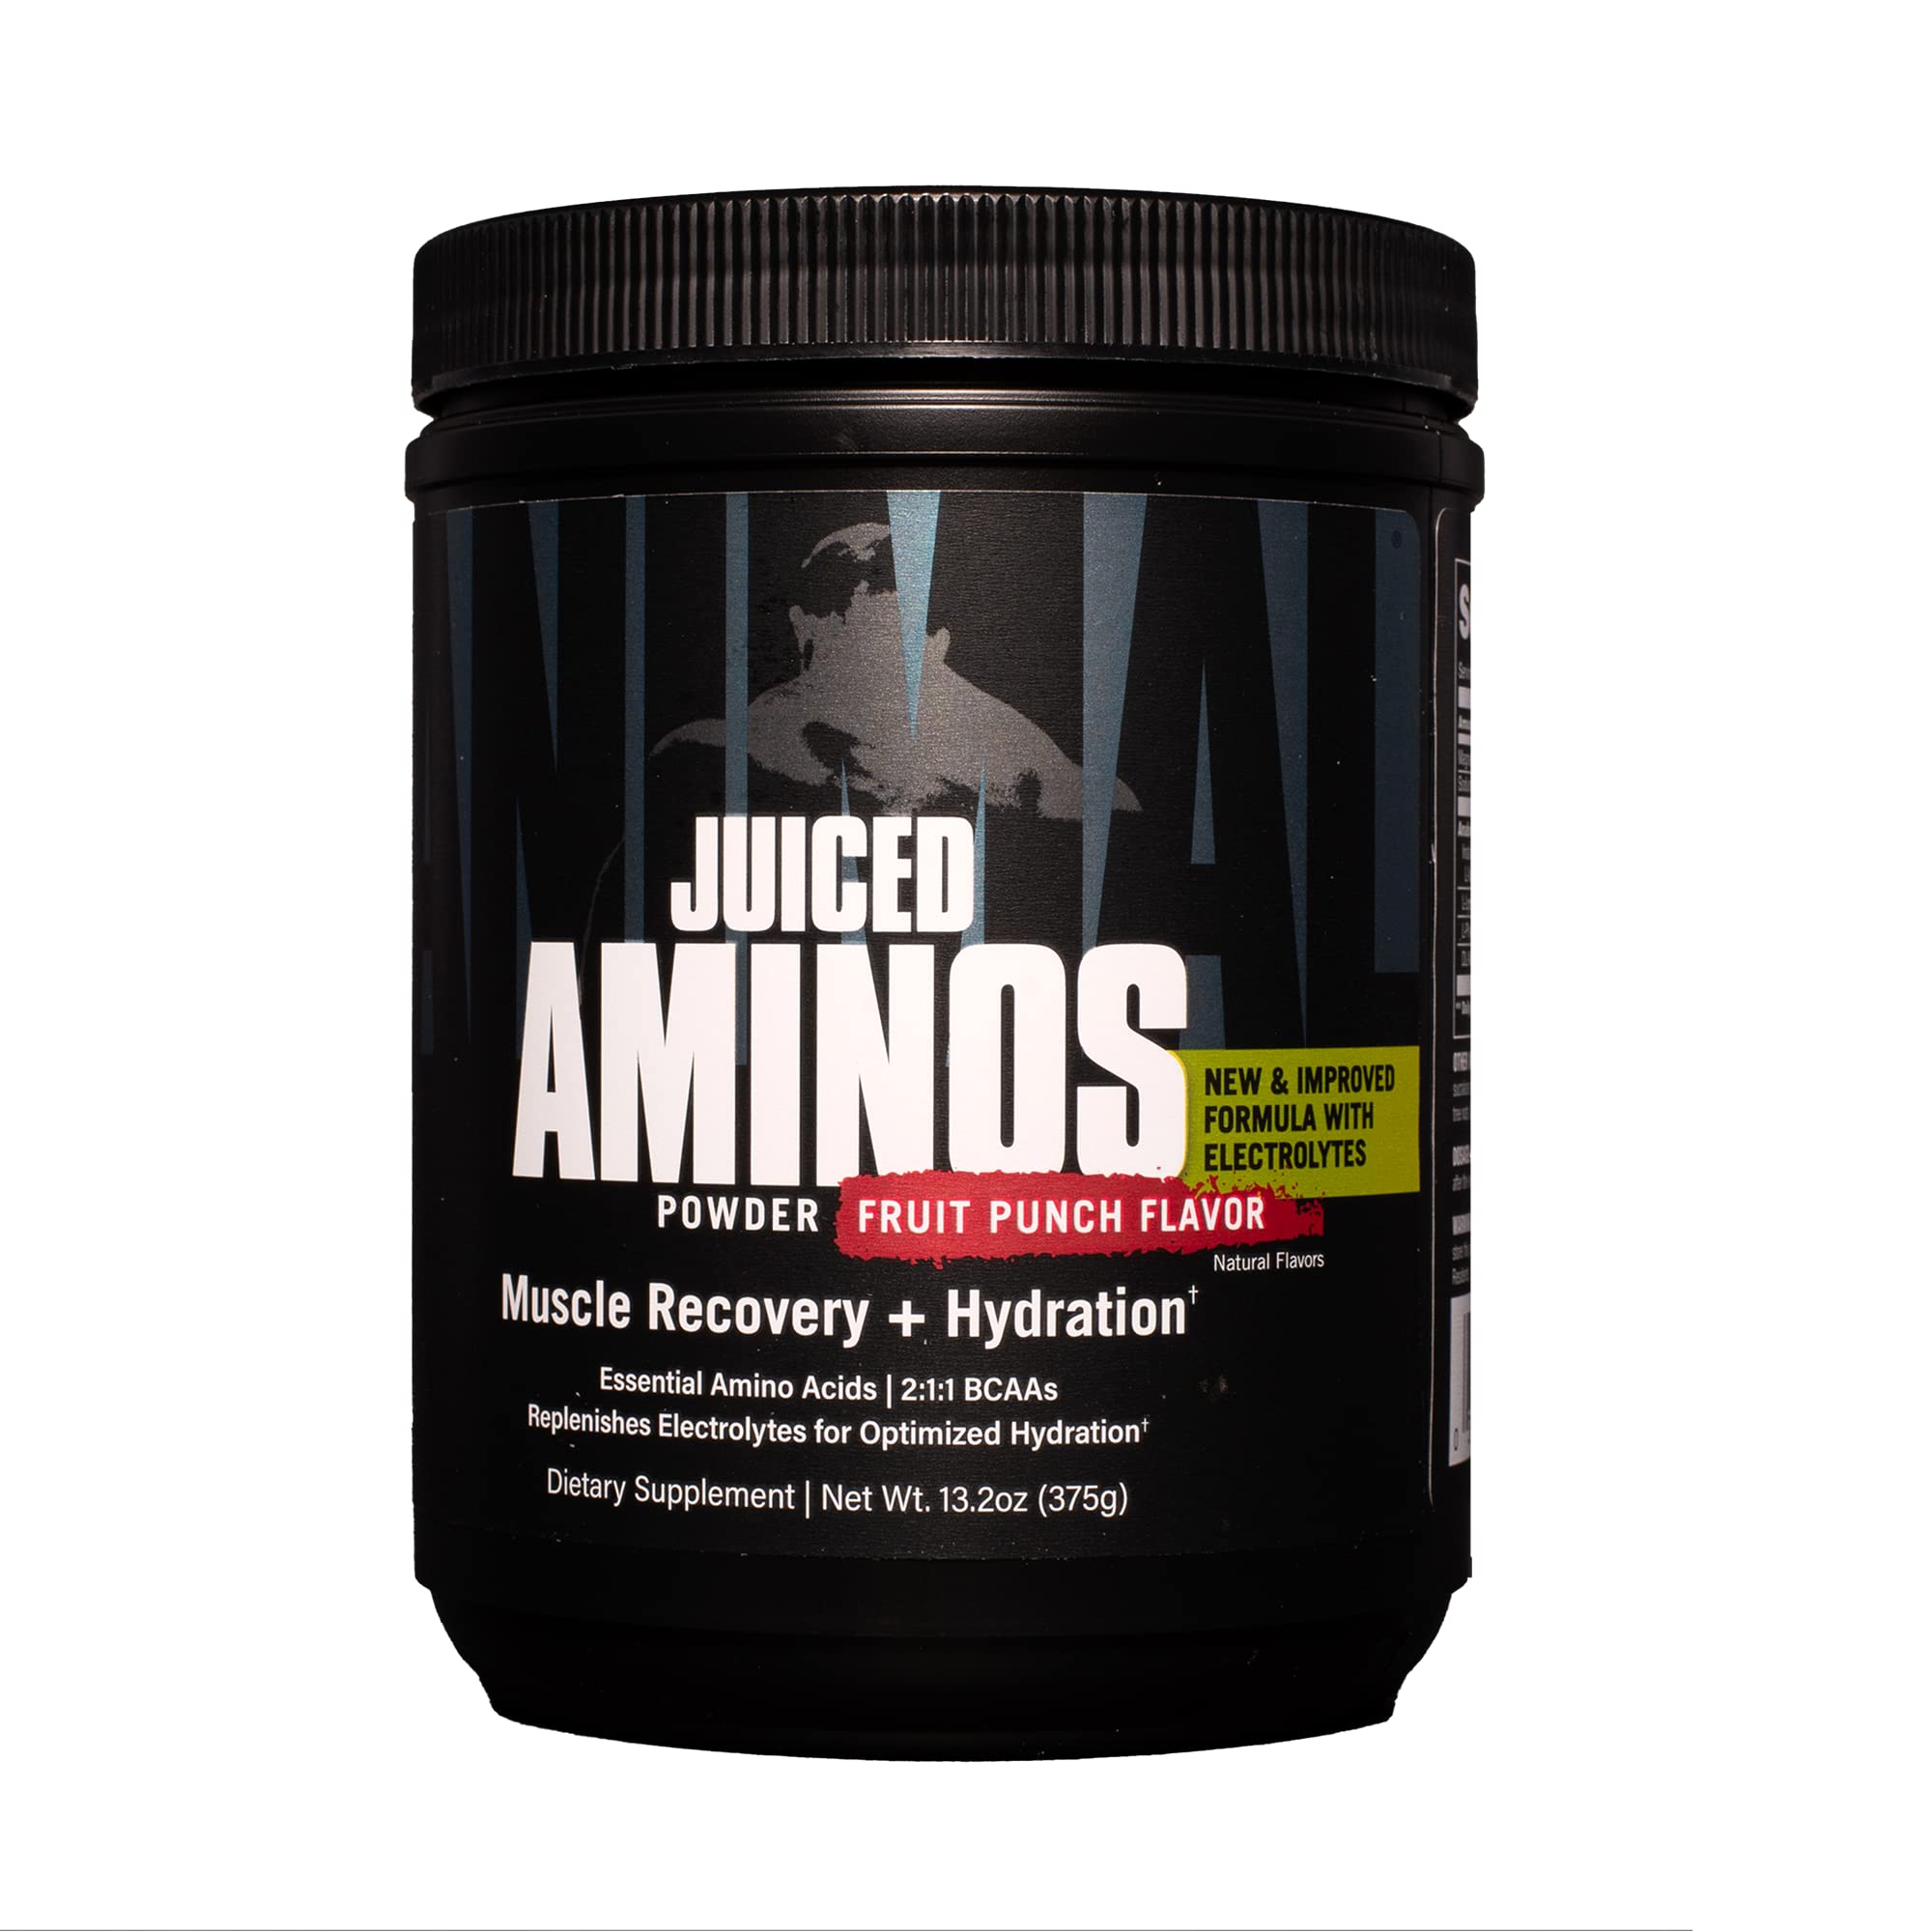 ANIMAL
JUICED
AMINOS
NEW & IMPROVED
FORMULA WITH
ELECTROLYTES
POWDER FRUIT PUNCH FLAVOR
Natural Flavors
Muscle Recovery + Hydration†
Essential Amino Acids | 2:1:1 BCAAs
Replenishes Electrolytes for Optimized Hydration†
Dietary Supplement | Net Wt. 13.2oz (375g)